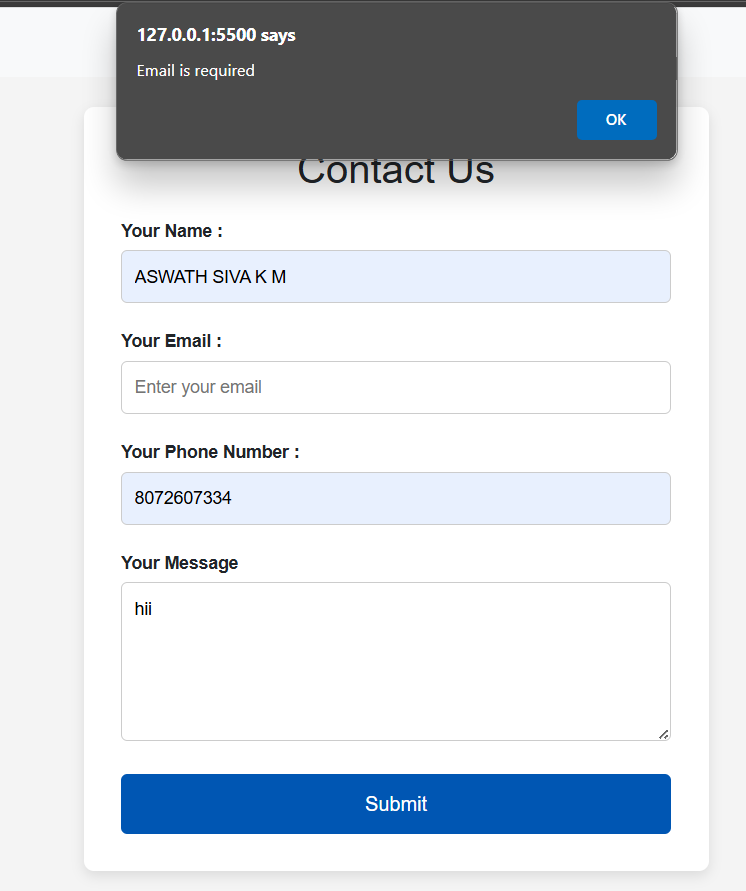 127.0.0.1:5500 says
Email is required
OK
Contact Us
Your Name :
ASWATH SIVA K M
Your Email :
Enter your email
Your Phone Number :
8072607334
Your Message
hii
Submit